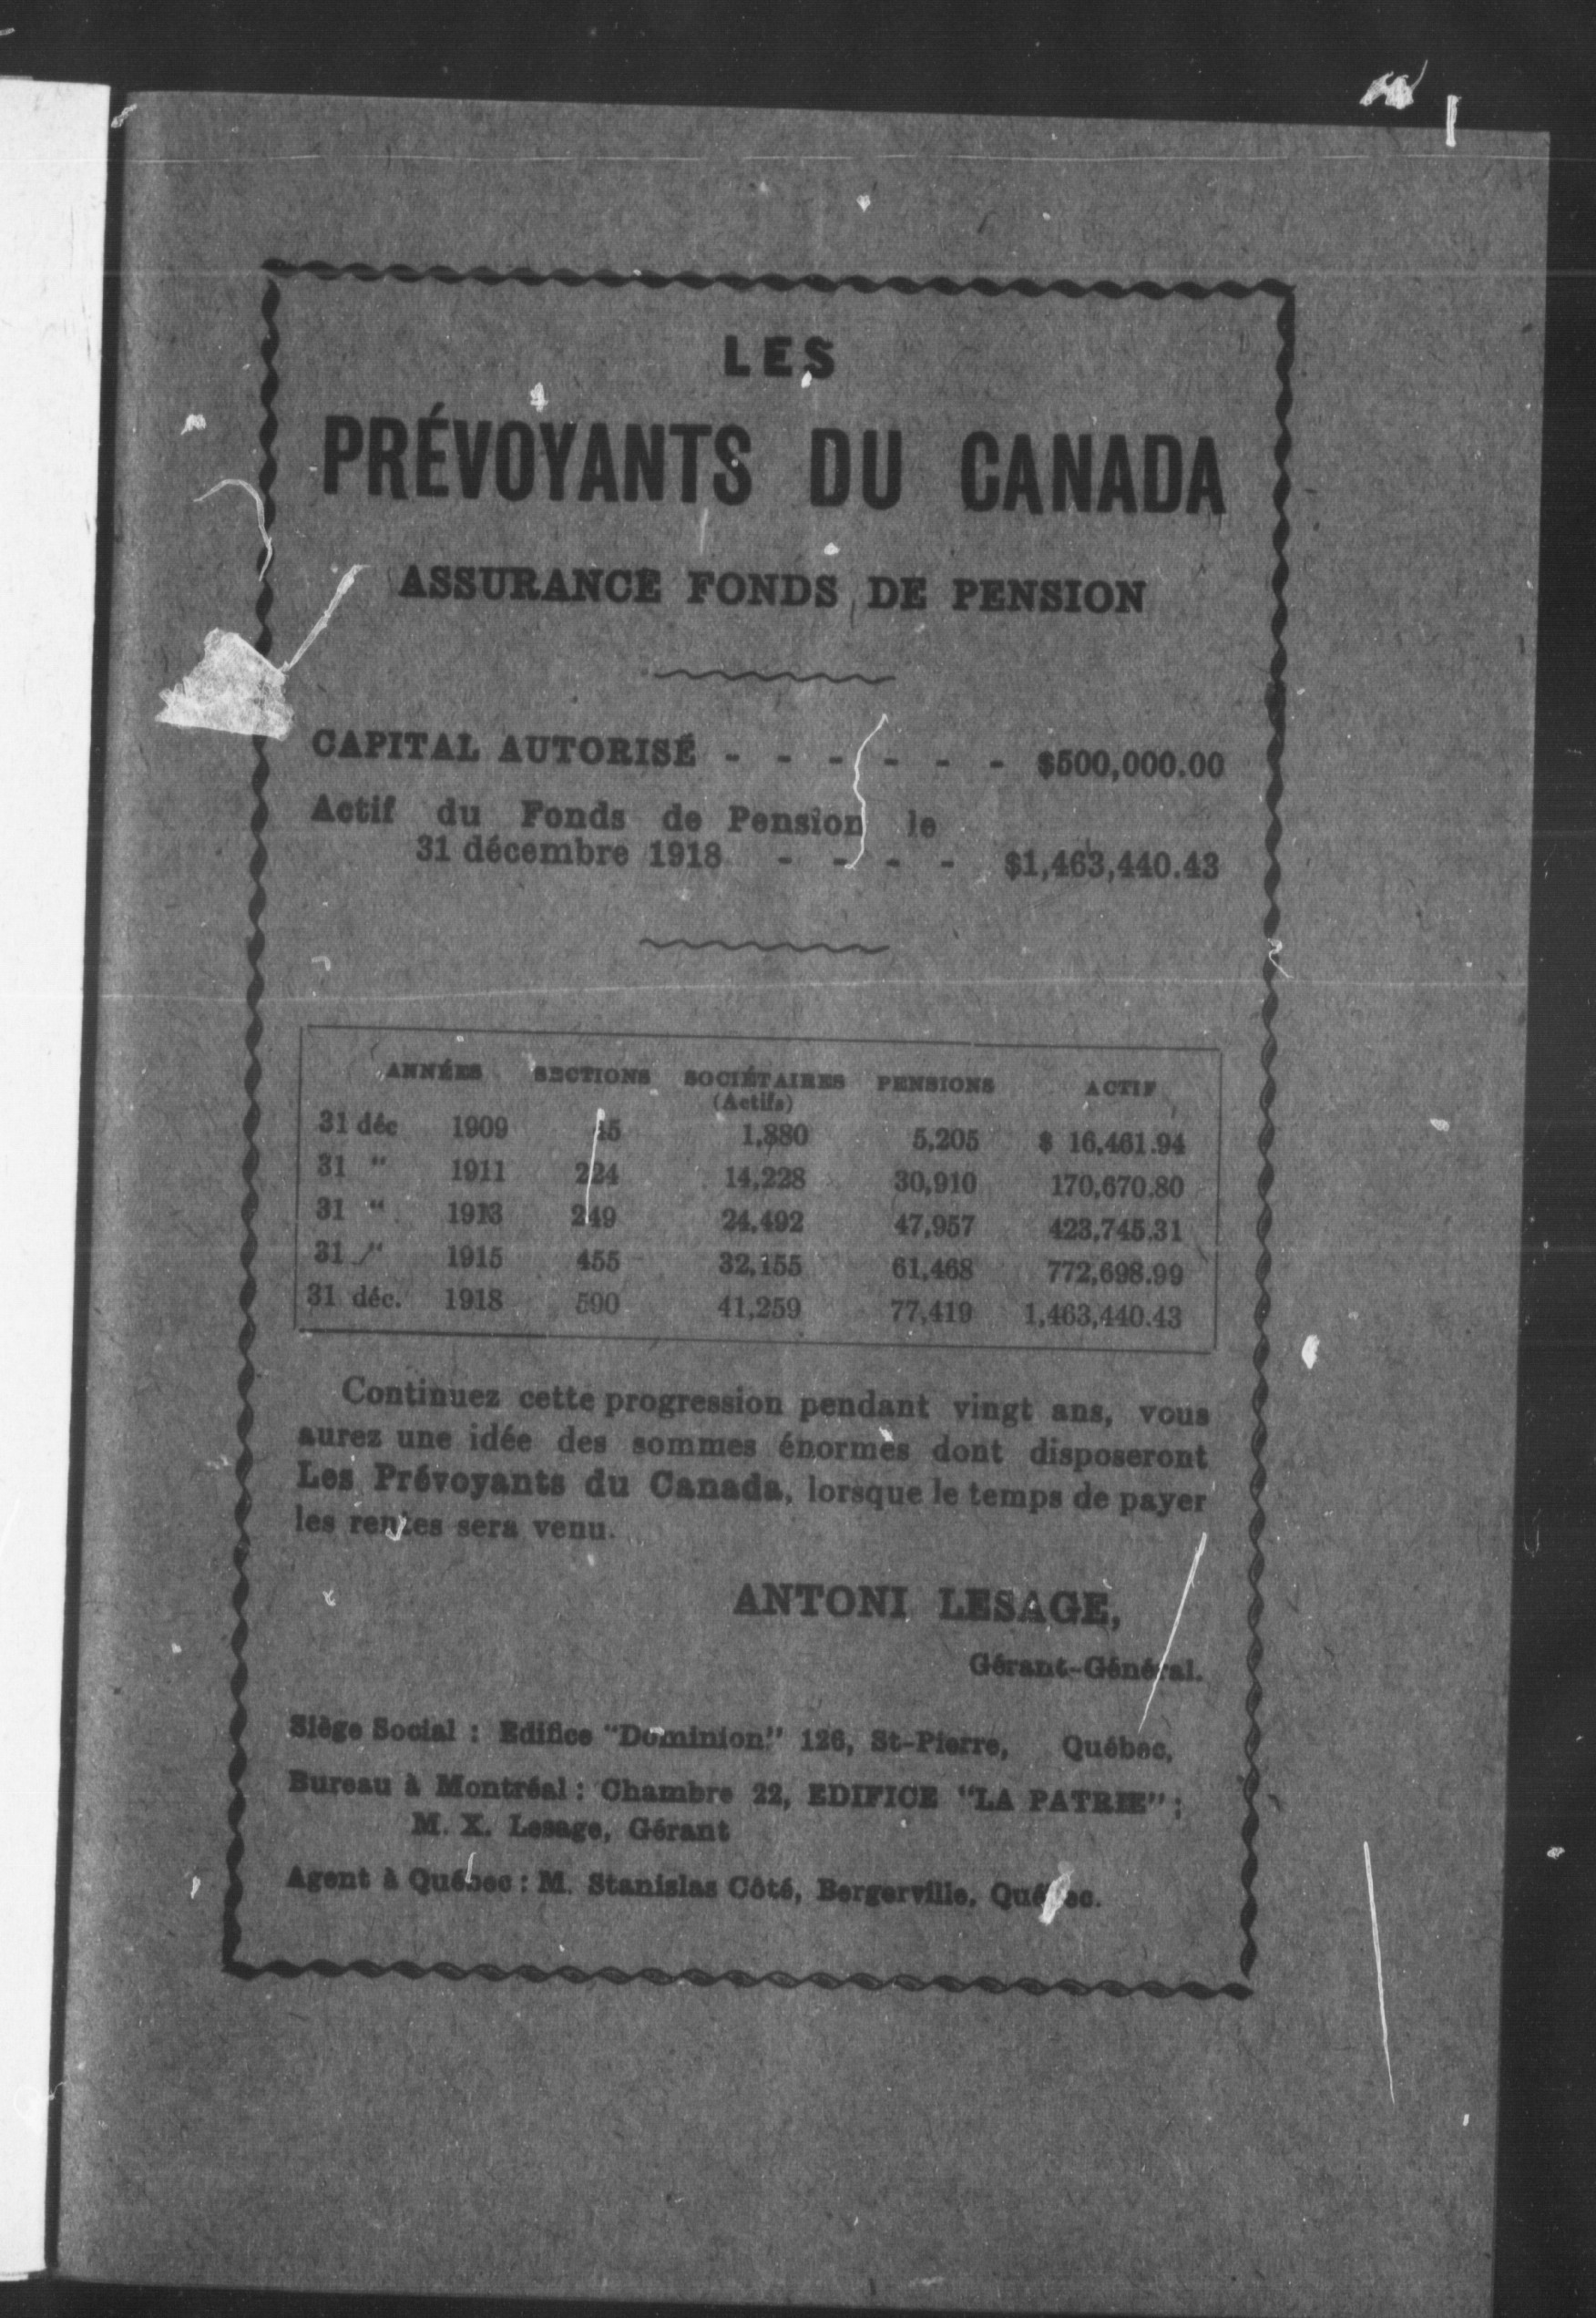 LES
PRÉVOYANTS DU CANADA
ASSURANCE FONDS DE PENSION
CAPITAL AUTORISÉ - - - - - - $500,000.00
Actif du Fonds de Pension le
31 décembre 1918 - - - - $1,463,440.43
ANNÉES SECTIONS SOCIÉTAIRES PENSIONS ACTIF
(Actifs)
31 déc 1909 1,880 5,205 $ 16,461.94
31 " 1911 224 14,228 30,910 170,670.80
31 " 1913 249 24,492 47,957 423,745.31
31 " 1915 455 32,155 61,468 772,698.99
31 déc. 1918 590 41,259 77,419 1,463,440.43
Continuez cette progression pendant vingt ans, vous
aurez une idée des sommes énormes dont disposeront
Les Prévoyants du Canada, lorsque le temps de payer
les rentes sera venu.
ANTONI LESAGE,
Gérant-Général.
Siège Social : Edifice "Dominion" 126, St-Pierre, Québec,
Bureau à Montréal : Chambre 22, EDIFICE "LA PATRIE" ;
M. X. Lesage, Gérant
Agent à Québec : M. Stanislas Côté, Bergerville, Québec.